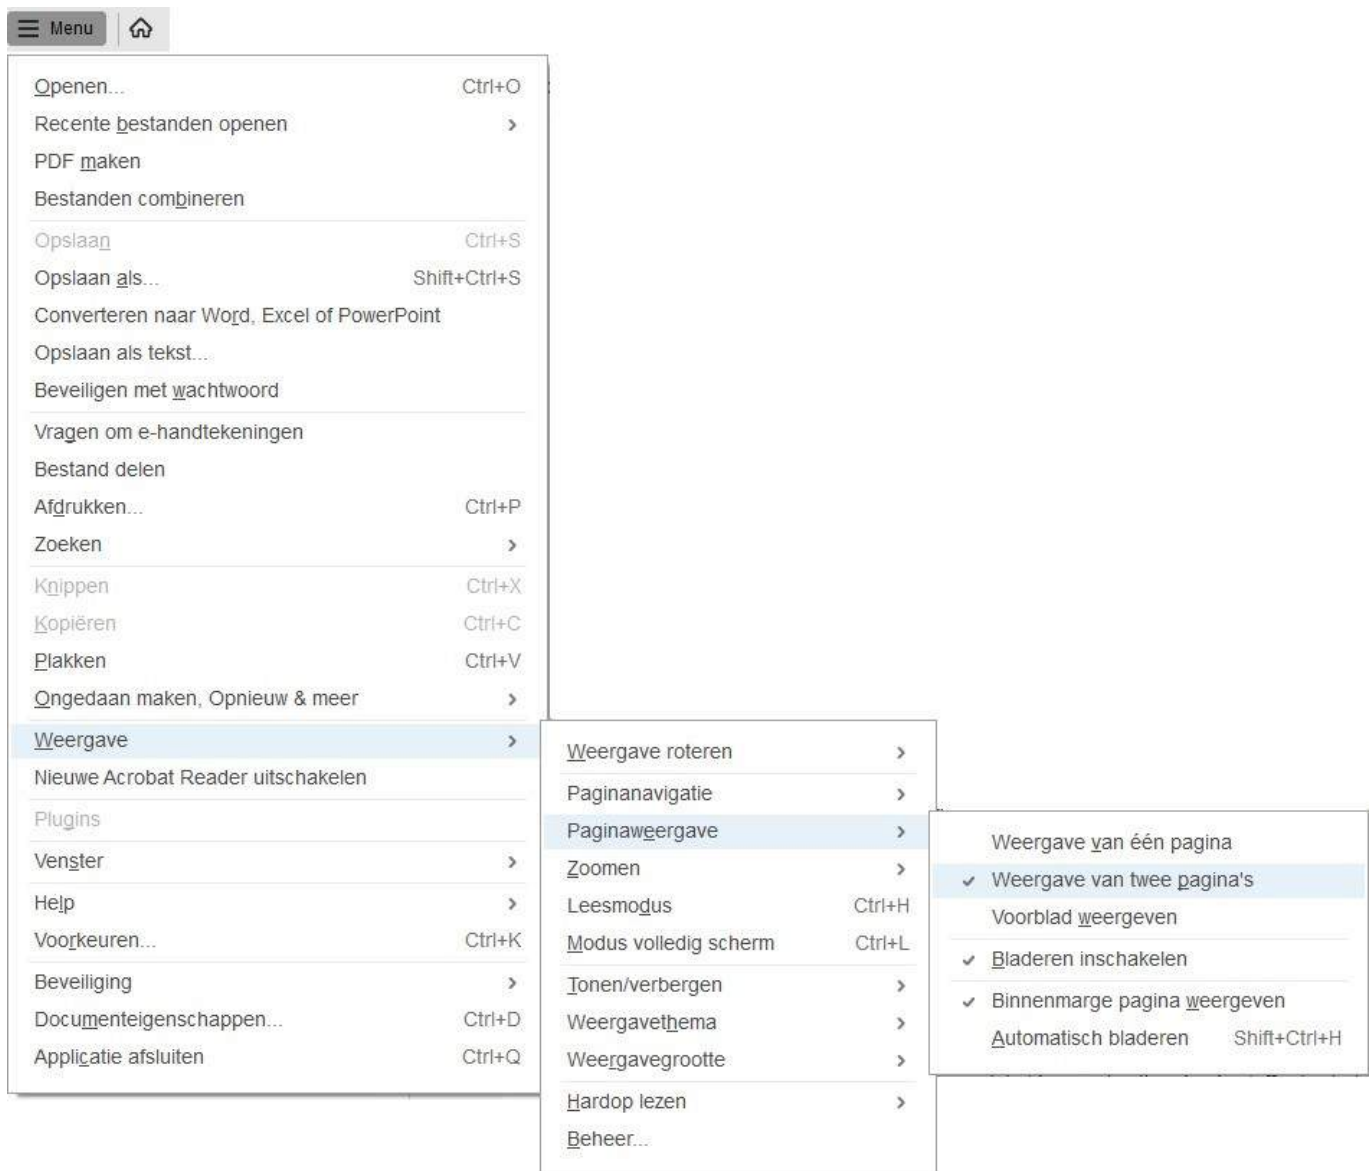 Menu
Openen... Ctrl+O
Recente bestanden openen
PDF maken
Bestanden combineren
Opslaan Ctrl+S
Opslaan als... Shift+Ctrl+S
Converteren naar Word, Excel of PowerPoint
Opslaan als tekst...
Beveiligen met wachtwoord
Vragen om e-handtekeningen
Bestand delen
Afdrukken... Ctrl+P
Zoeken
Knippen Ctrl+X
Kopiëren Ctrl+C
Plakken Ctrl+V
Ongedaan maken, Opnieuw & meer
Weergave
Nieuwe Acrobat Reader uitschakelen
Plugins
Venster
Help
Voorkeuren... Ctrl+K
Beveiliging
Documenteigenschappen... Ctrl+D
Applicatie afsluiten Ctrl+Q
Weergave roteren
Paginanavigatie
Paginaweergave
Zoomen
Leesmodus Ctrl+H
Modus volledig scherm Ctrl+L
Tonen/verbergen
Weergavethema
Weergavegrootte
Hardop lezen
Beheer...
Weergave van één pagina
Weergave van twee pagina's
Voorblad weergeven
Bladeren inschakelen
Binnenmarge pagina weergeven
Automatisch bladeren Shift+Ctrl+H